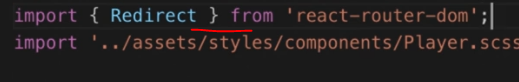 import { Redirect } from 'react-router-dom';
import '../assets/styles/components/Player.scss